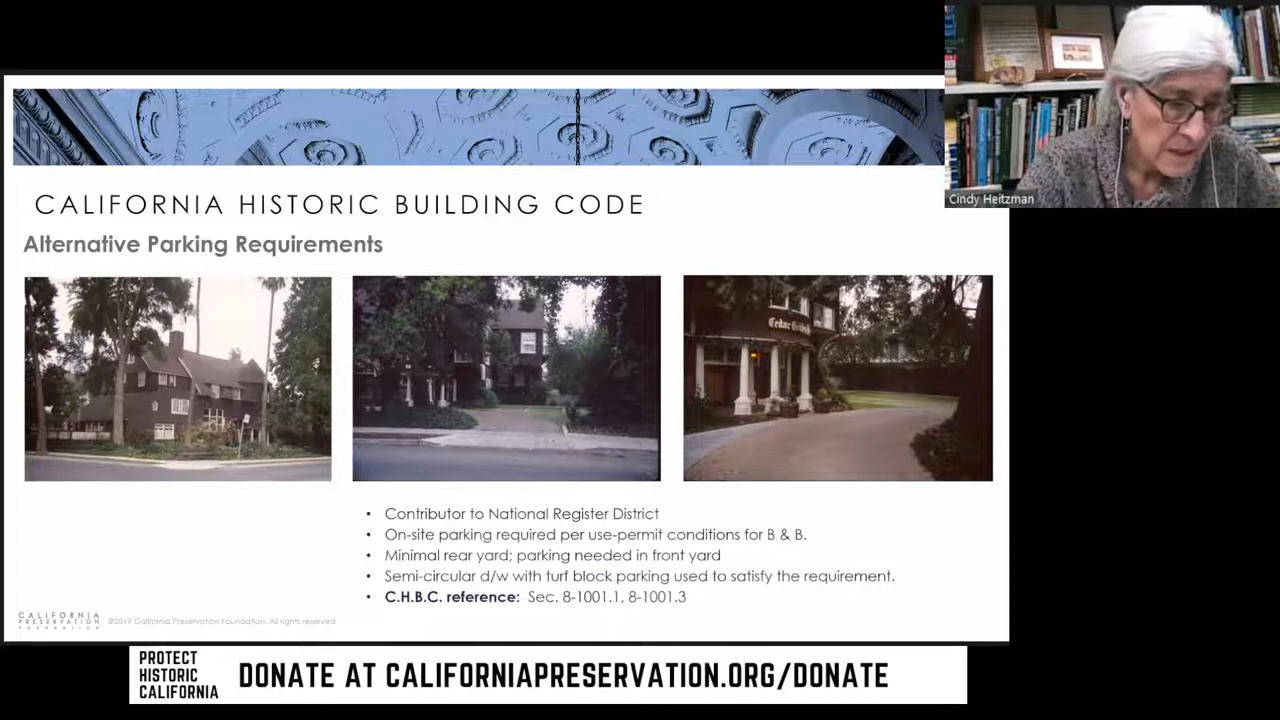 Cindy Heitzman
CALIFORNIA HISTORIC BUILDING CODE
Alternative Parking Requirements
• Contributor to National Register District
• On-site parking required per use-permit conditions for B & B.
• Minimal rear yard; parking needed in front yard
• Semi-circular d/w with turf block parking used to satisfy the requirement.
• C.H.B.C. reference: Sec. 8-1001.1, 8-1001.3
CALIFORNIA
PRESERVATION
FOUNDATION
©2019 California Preservation Foundation. All rights reserved
PROTECT
HISTORIC
CALIFORNIA
DONATE AT CALIFORNIAPRESERVATION.ORG/DONATE